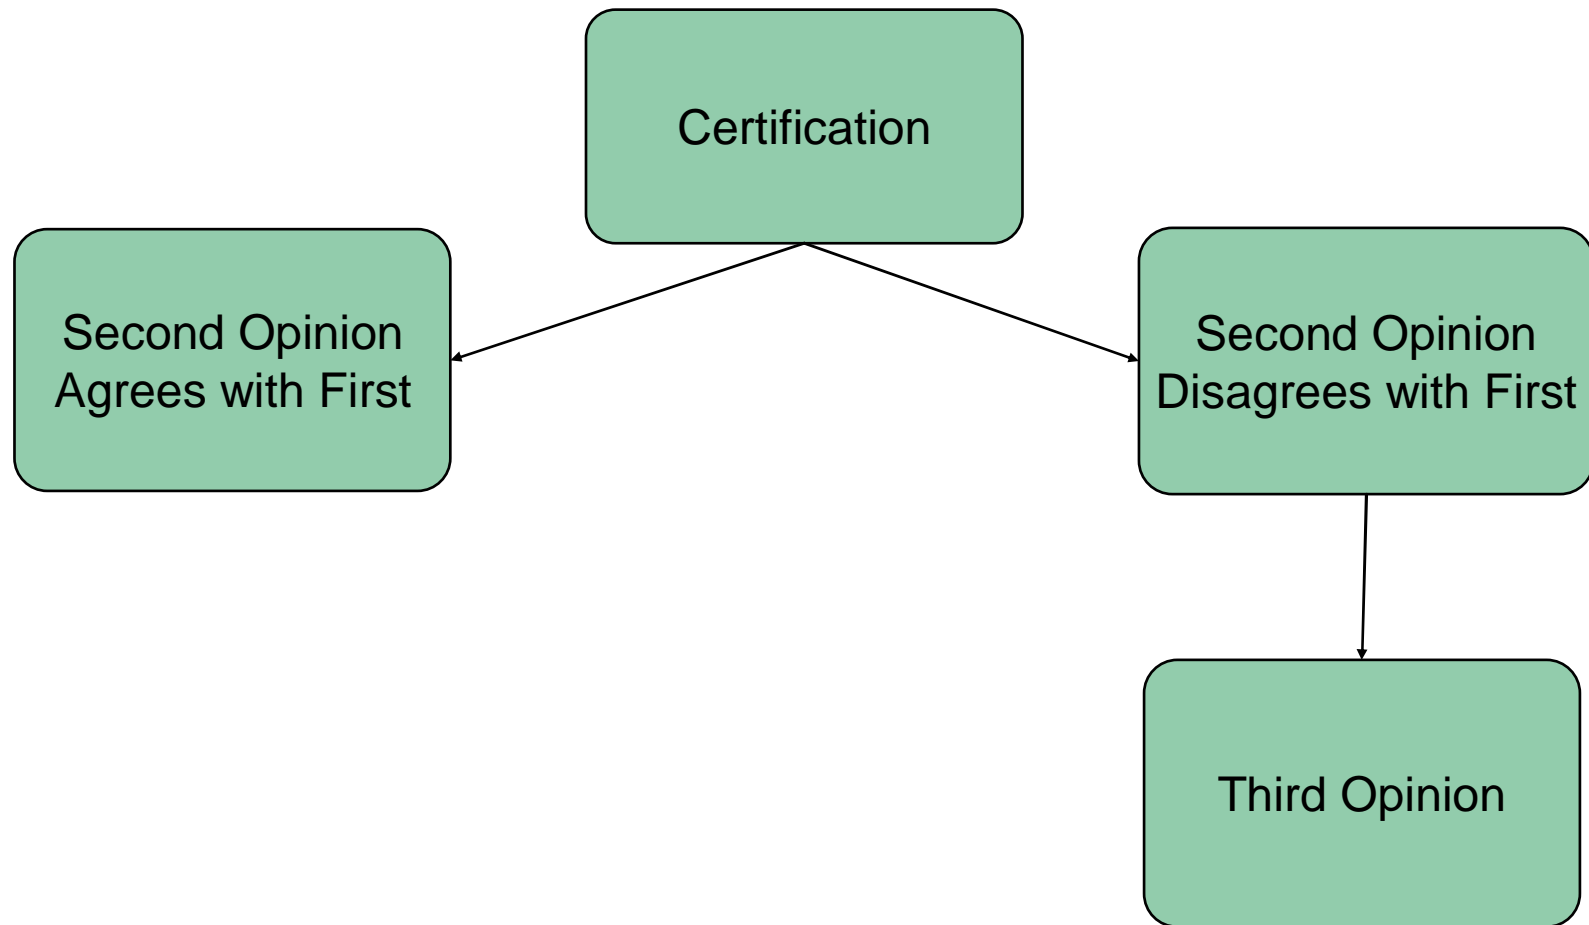 Certification
Second Opinion
Agrees with First
Second Opinion
Disagrees with First
Third Opinion